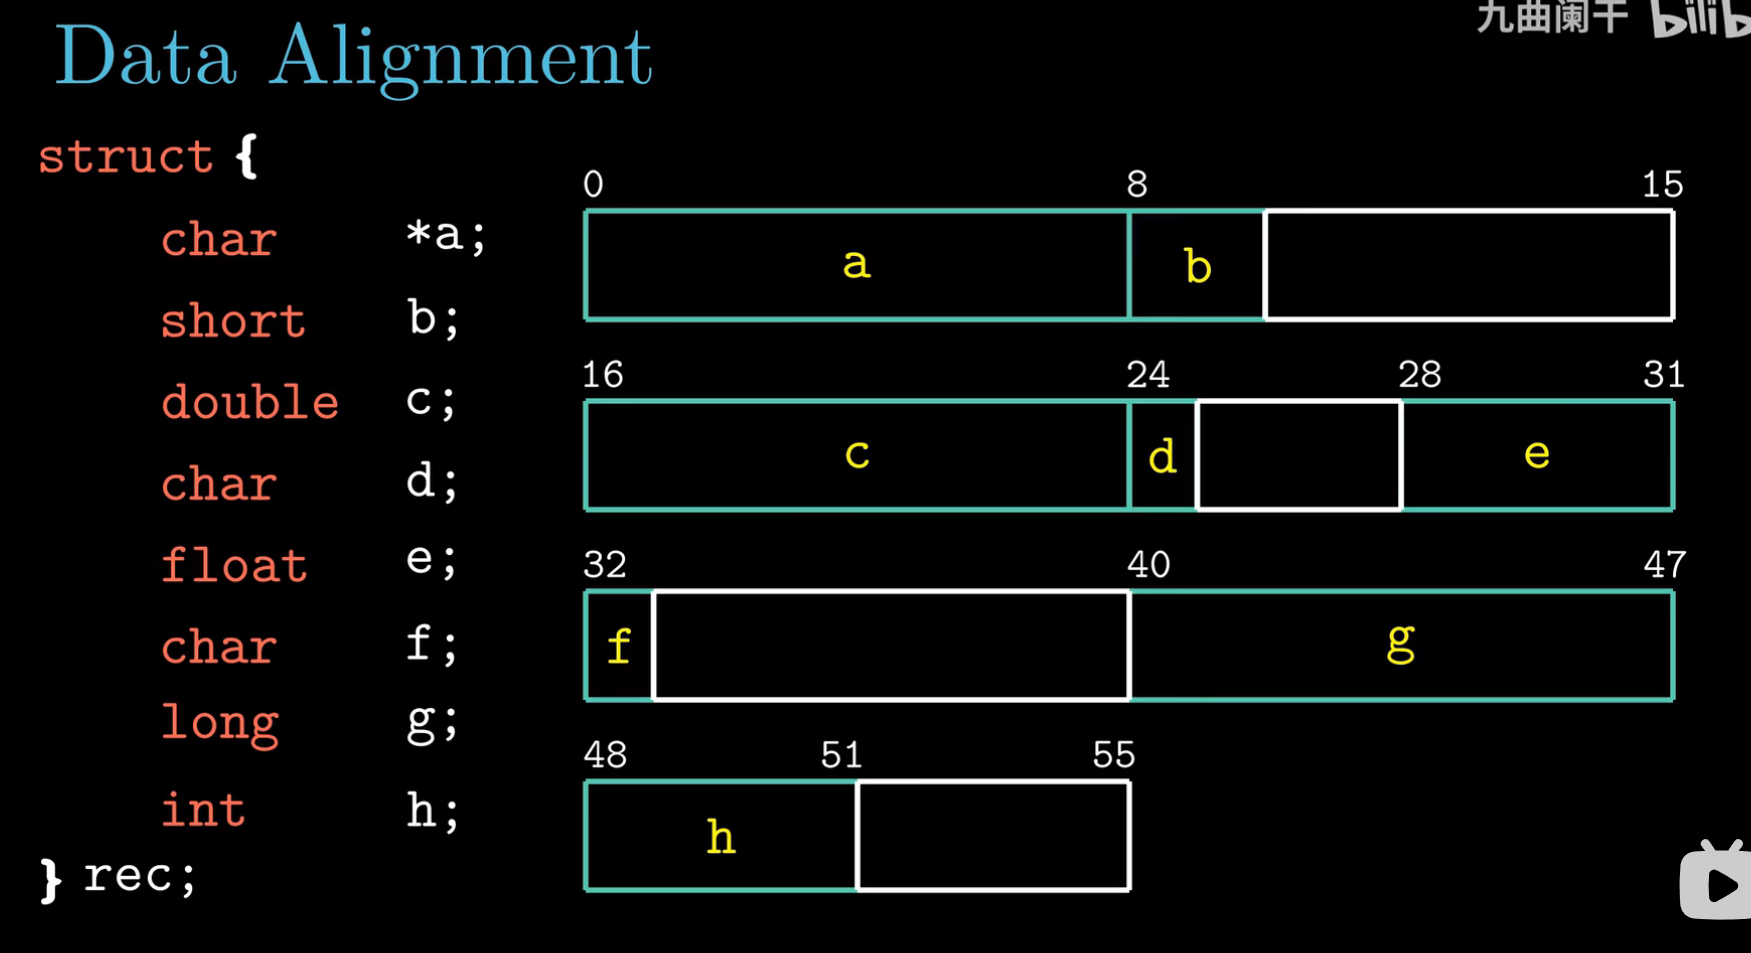 九曲阑干 bilib
Data Alignment
struct {
char *a;
short b;
double c;
char d;
float e;
char f;
long g;
int h;
} rec;
0 8 15
a b
16 24 28 31
c d e
32 40 47
f g
48 51 55
h